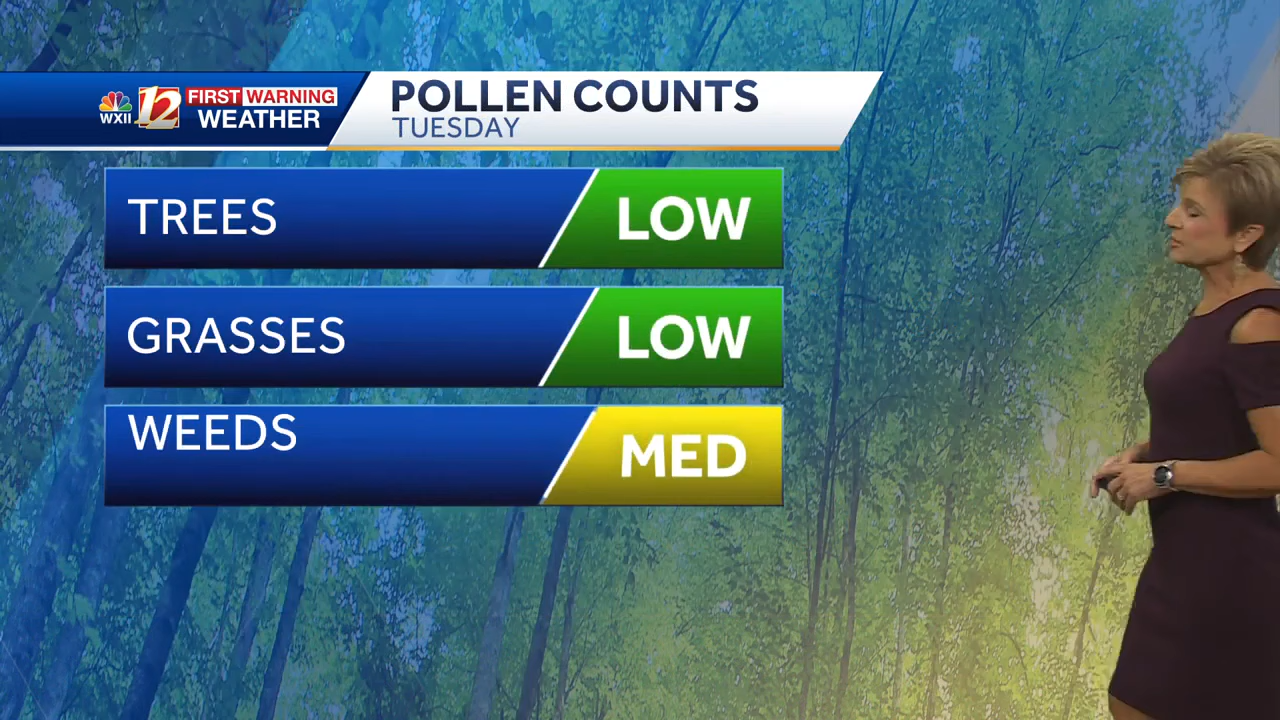 WXII 12 FIRST WARNING
WEATHER
POLLEN COUNTS
TUESDAY
TREES LOW
GRASSES LOW
WEEDS MED